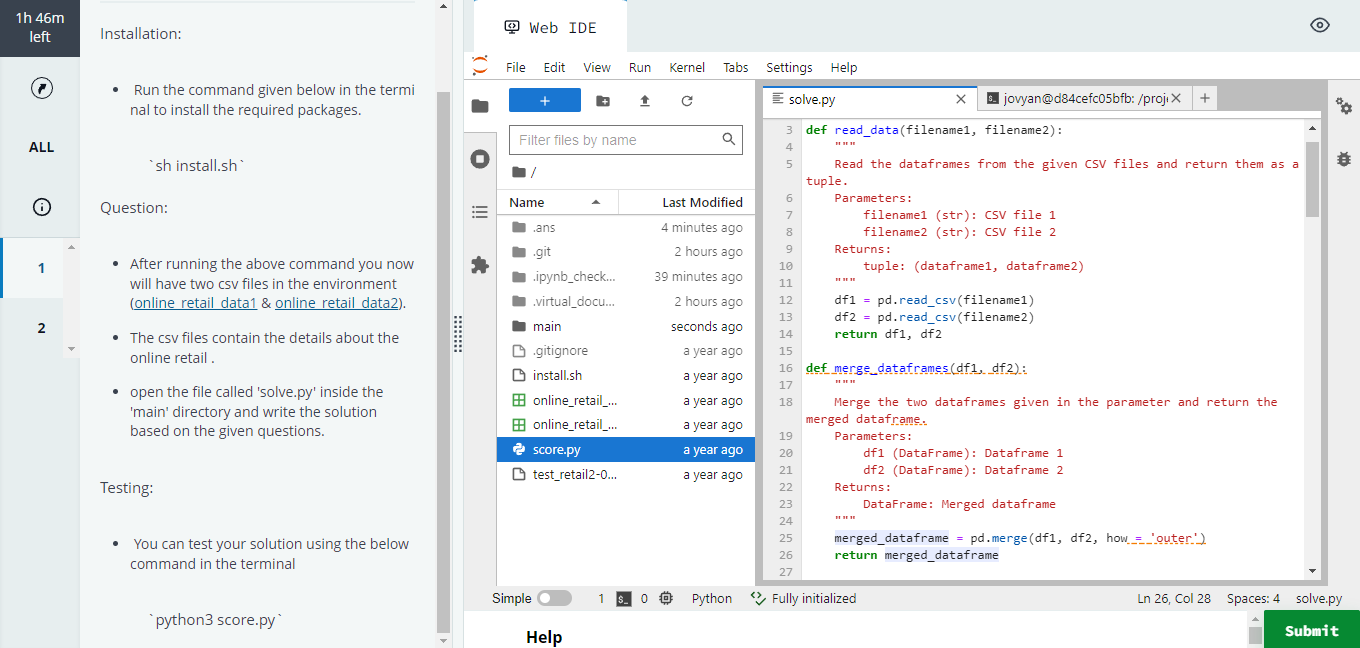 1h 46m
left
ALL
1
2
Installation:
Run the command given below in the termi
nal to install the required packages.
`sh install.sh`
Question:
After running the above command you now
will have two csv files in the environment
(online_retail_data1 & online_retail_data2).
The csv files contain the details about the
online retail .
open the file called 'solve.py' inside the
'main' directory and write the solution
based on the given questions.
Testing:
You can test your solution using the below
command in the terminal
`python3 score.py`
Web IDE
File Edit View Run Kernel Tabs Settings Help
+
Filter files by name
/
Name Last Modified
.ans 4 minutes ago
.git 2 hours ago
.ipynb_check... 39 minutes ago
.virtual_docu... 2 hours ago
main seconds ago
.gitignore a year ago
install.sh a year ago
online_retail_... a year ago
online_retail_... a year ago
score.py a year ago
test_retail2-0... a year ago
solve.py
jovyan@d84cefc05bfb: /proje
+
3 def read_data(filename1, filename2):
4 """
5 Read the dataframes from the given CSV files and return them as a
tuple.
6 Parameters:
7 filename1 (str): CSV file 1
8 filename2 (str): CSV file 2
9 Returns:
10 tuple: (dataframe1, dataframe2)
11 """
12 df1 = pd.read_csv(filename1)
13 df2 = pd.read_csv(filename2)
14 return df1, df2
15
16 def merge_dataframes(df1, df2):
17 """
18 Merge the two dataframes given in the parameter and return the
merged dataframe.
19 Parameters:
20 df1 (DataFrame): Dataframe 1
21 df2 (DataFrame): Dataframe 2
22 Returns:
23 DataFrame: Merged dataframe
24 """
25 merged_dataframe = pd.merge(df1, df2, how = 'outer')
26 return merged_dataframe
27
Simple 1 0 Python Fully initialized Ln 26, Col 28 Spaces: 4 solve.py
Help
Submit